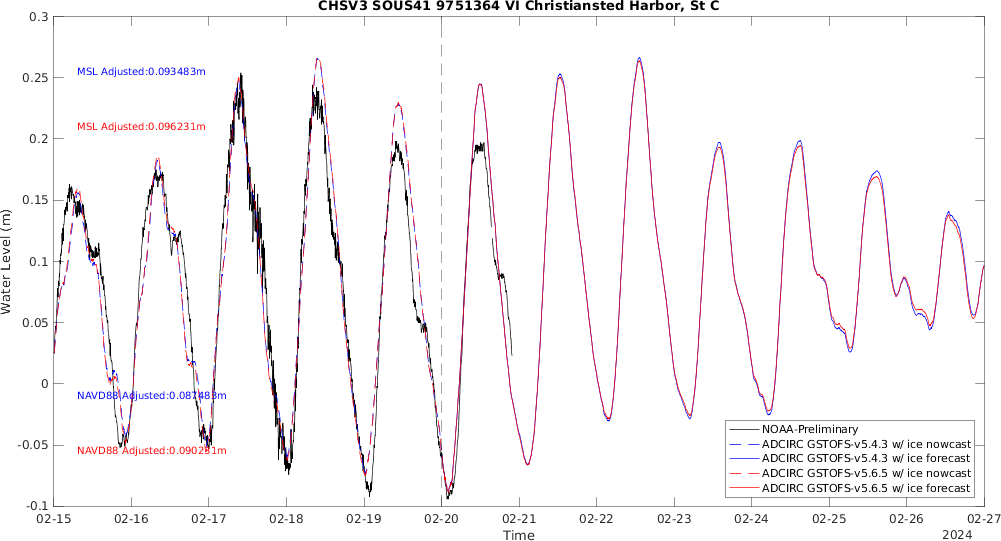 CHSV3 SOUS41 9751364 VI Christiansted Harbor, St C
0.3
0.25
0.2
0.15
0.1
0.05
0
-0.05
-0.1
Water Level (m)
MSL Adjusted:0.093483m
MSL Adjusted:0.096231m
NAVD88 Adjusted:0.087483m
NAVD88 Adjusted:0.090231m
NOAA-Preliminary
ADCIRC GSTOFS-v5.4.3 w/ ice nowcast
ADCIRC GSTOFS-v5.4.3 w/ ice forecast
ADCIRC GSTOFS-v5.6.5 w/ ice nowcast
ADCIRC GSTOFS-v5.6.5 w/ ice forecast
02-15 02-16 02-17 02-18 02-19 02-20 02-21 02-22 02-23 02-24 02-25 02-26 02-27
Time
2024